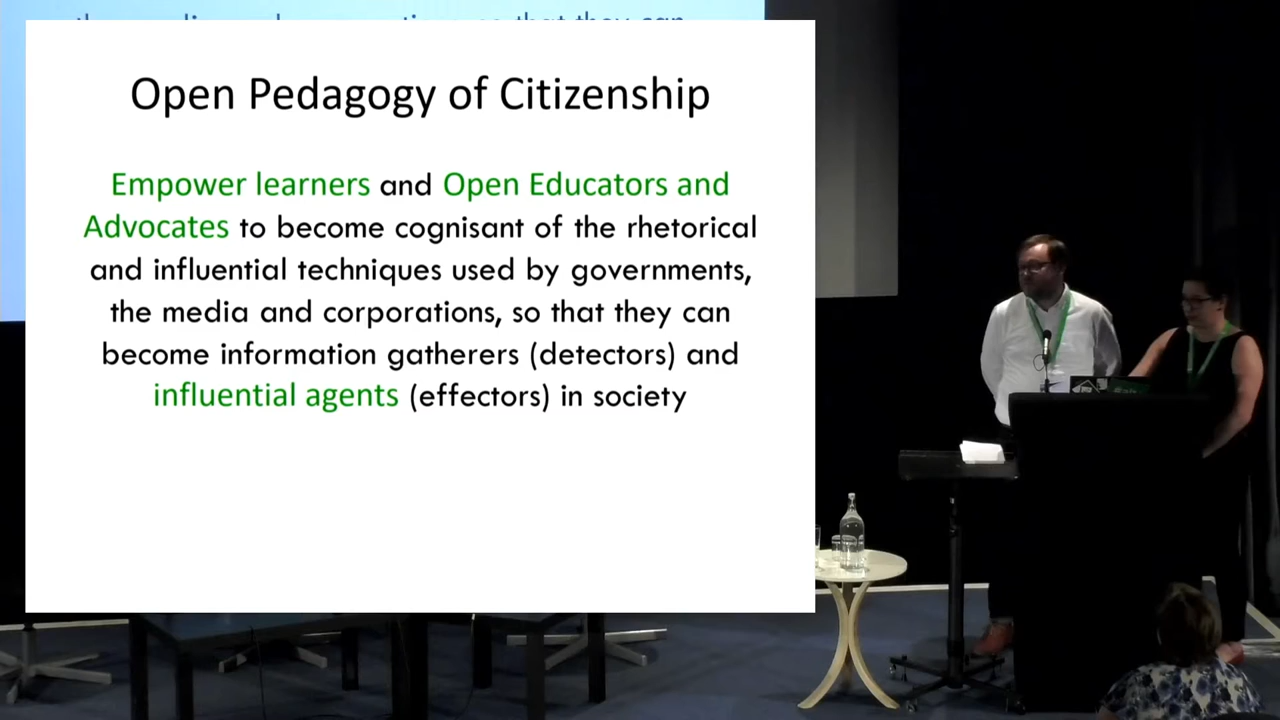 Open Pedagogy of Citizenship
Empower learners and Open Educators and
Advocates to become cognisant of the rhetorical
and influential techniques used by governments,
the media and corporations, so that they can
become information gatherers (detectors) and
influential agents (effectors) in society